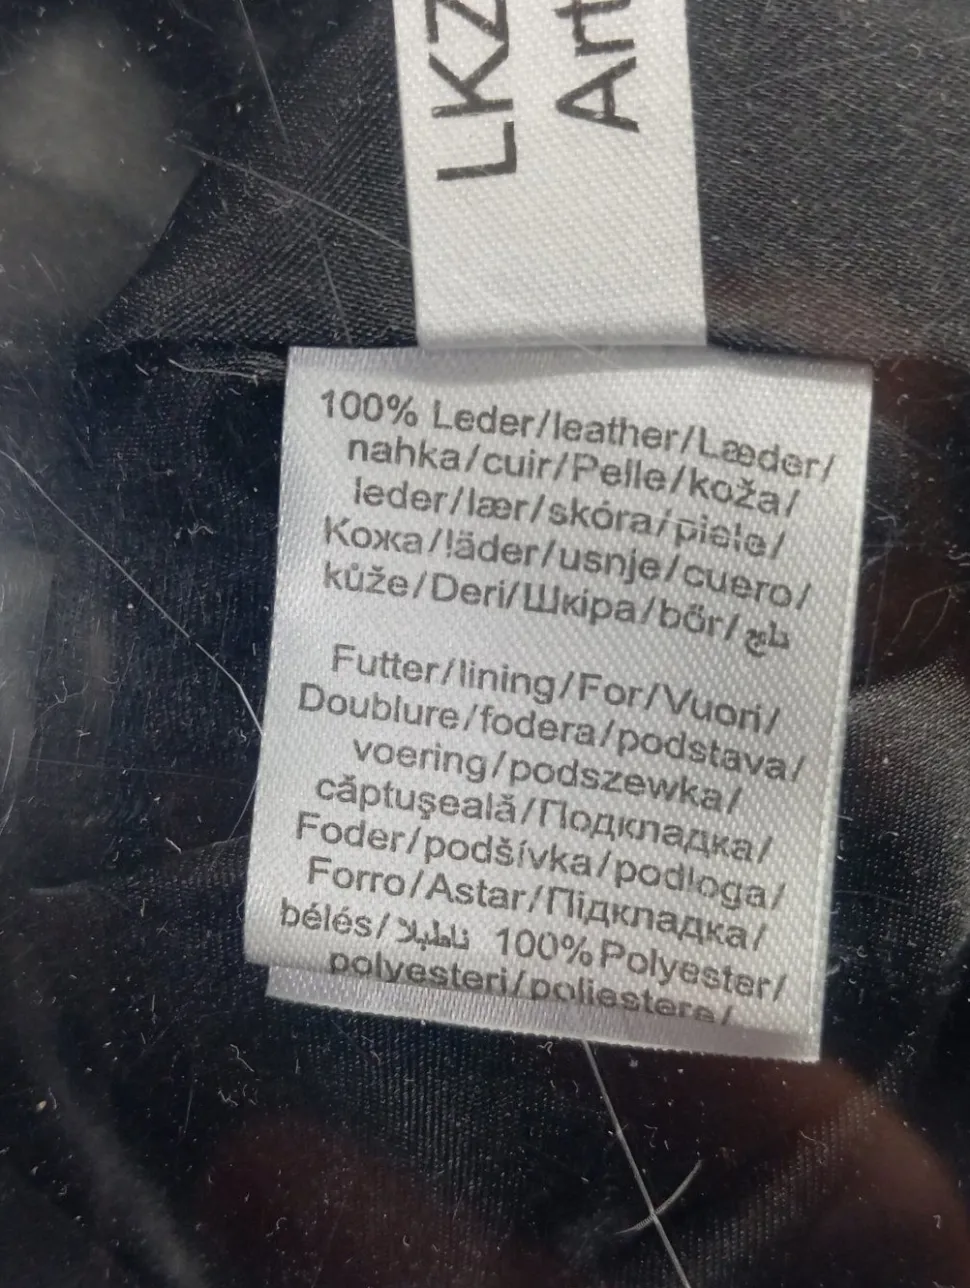 LKZ
Art
100% Leder/leather/Læder/
nahka/cuir/Pelle/koža/
leder/lær/skóra/piele/
Кожа/läder/usnje/cuero/
kůže/Deri/Шкіра/bőr/
Futter/lining/For/Vuori/
Doublure/fodera/podstava/
voering/podszewka/
căptuşeală/Подкладка/
Foder/podšívka/podloga/
Forro/Astar/Підкладка/
bélés/ 100% Polyester/
polyesteri/poliestere/